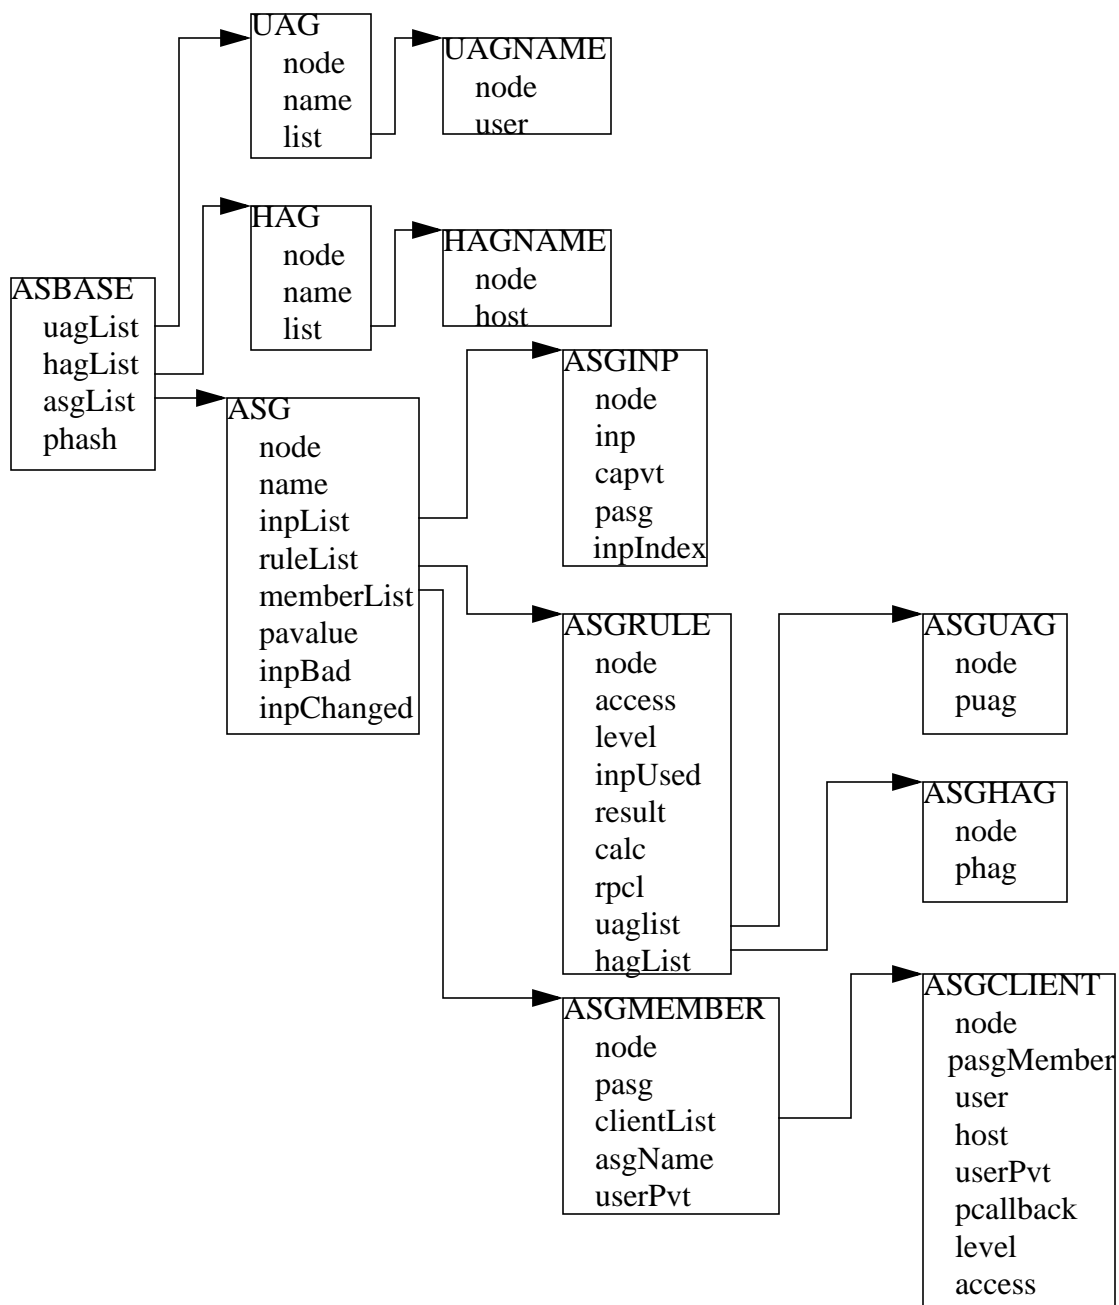 UAG
node
name
list
UAGNAME
node
user
HAG
node
name
list
HAGNAME
node
host
ASBASE
uagList
hagList
asgList
phash
ASG
node
name
inpList
ruleList
memberList
pavalue
inpBad
inpChanged
ASGINP
node
inp
capvt
pasg
inpIndex
ASGRULE
node
access
level
inpUsed
result
calc
rpcl
uaglist
hagList
ASGUAG
node
puag
ASGHAG
node
phag
ASGMEMBER
node
pasg
clientList
asgName
userPvt
ASGCLIENT
node
pasgMember
user
host
userPvt
pcallback
level
access